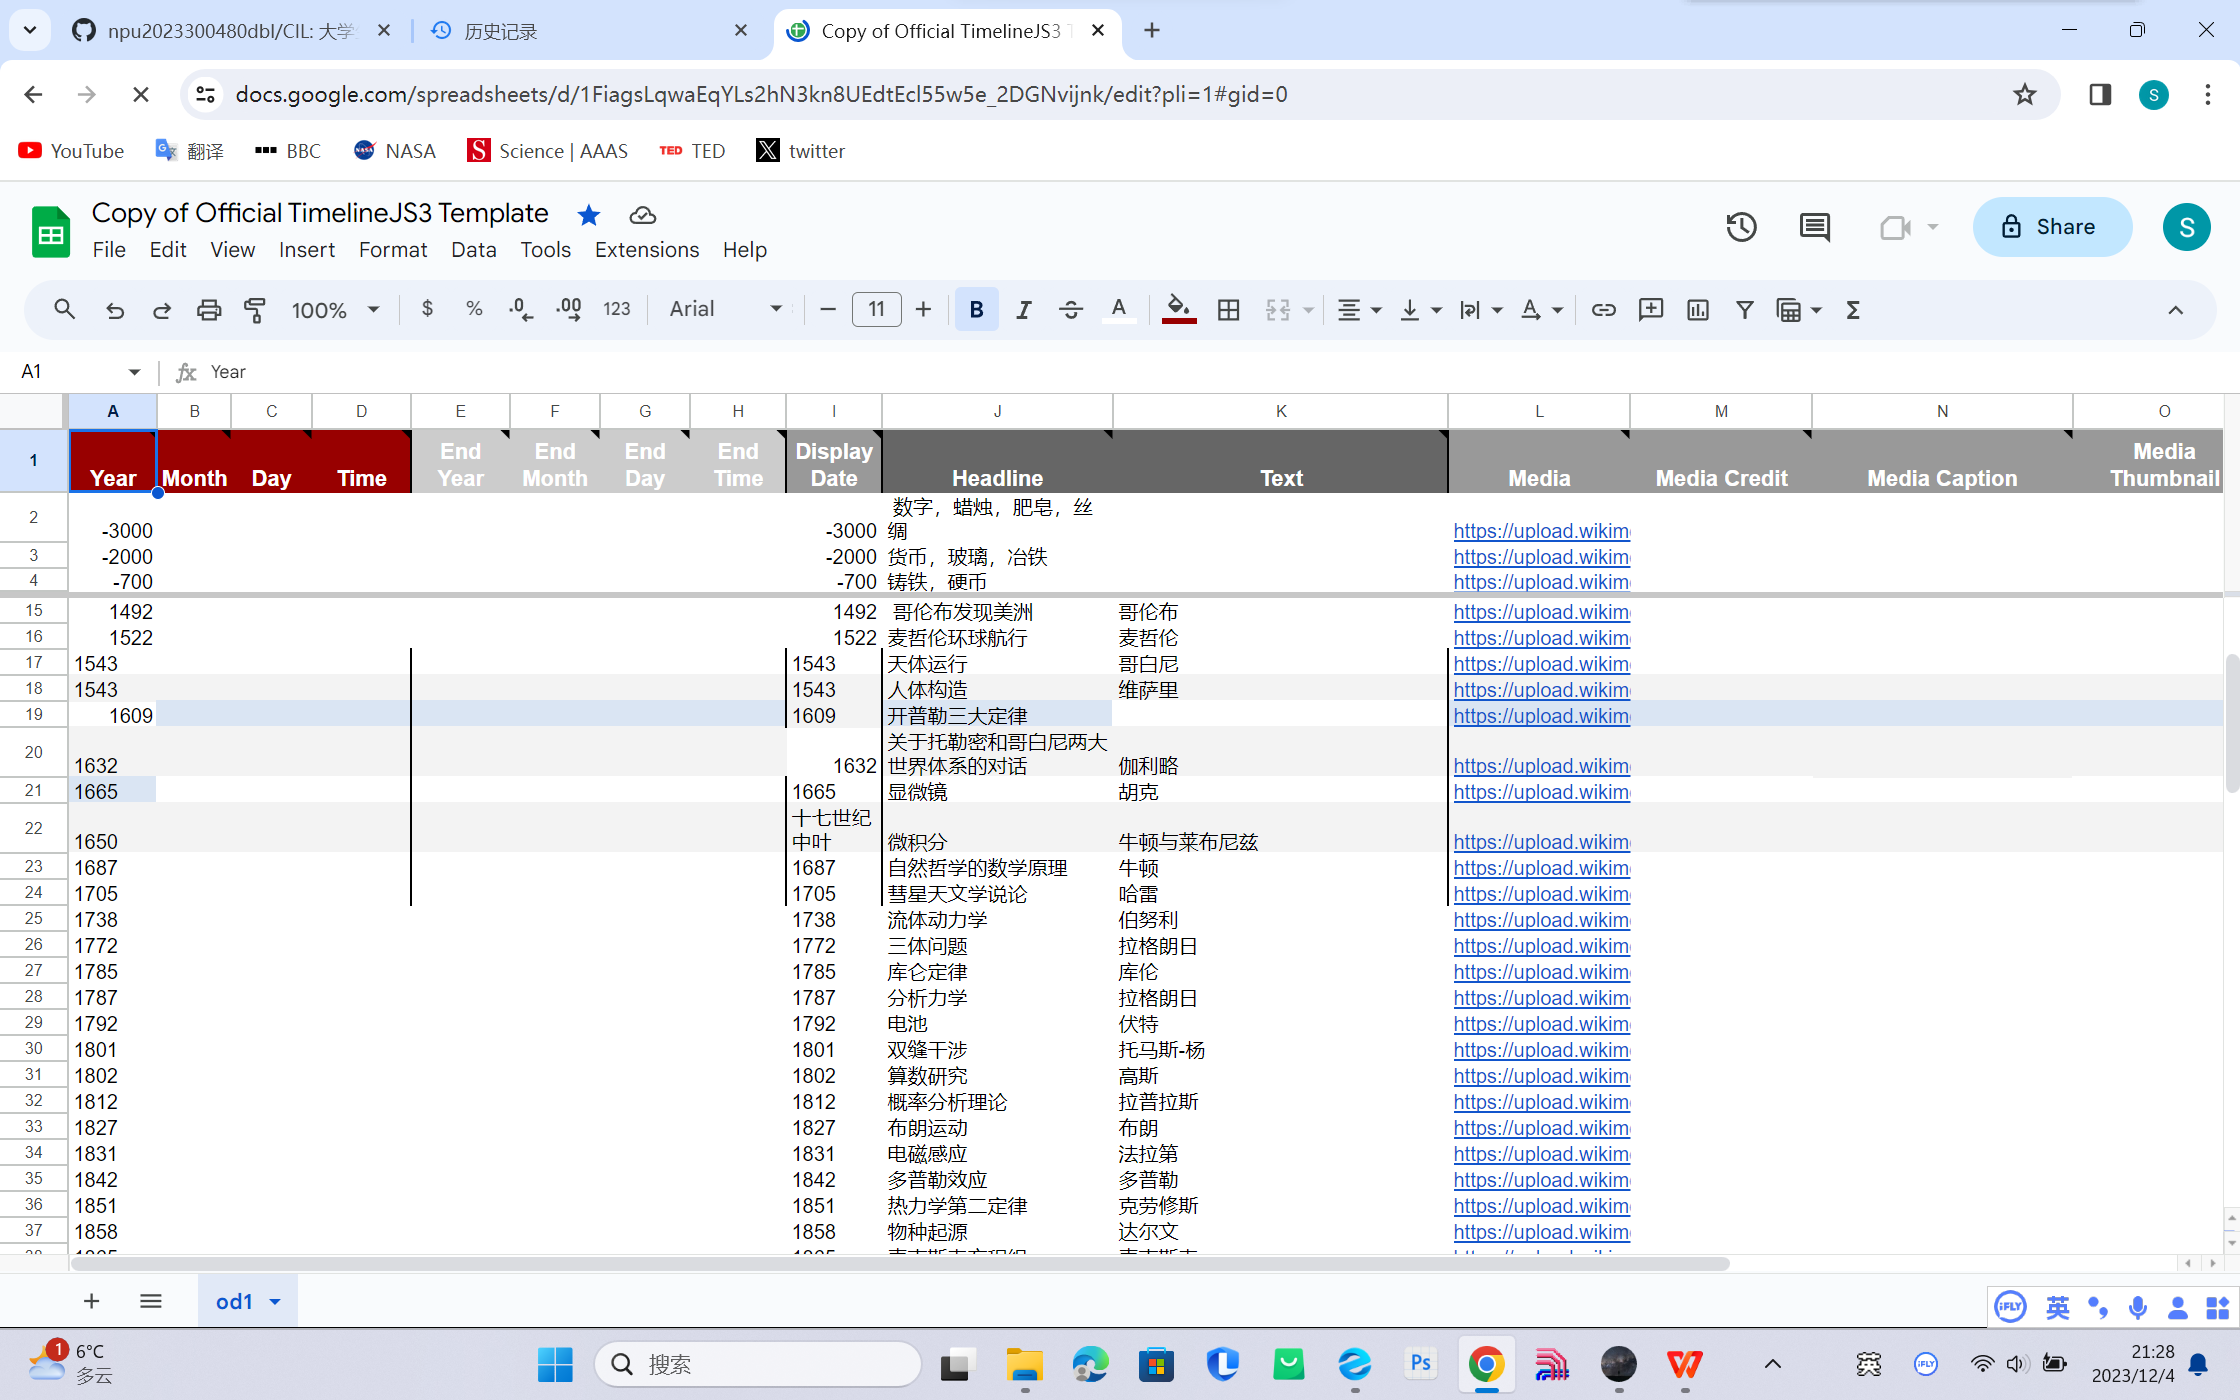 npu2023300480dbl/CIL: 大学
历史记录
Copy of Official TimelineJS3
docs.google.com/spreadsheets/d/1FiagsLqwaEqYLs2hN3kn8UEdtEcl55w5e_2DGNvijnk/edit?pli=1#gid=0
S
YouTube 翻译 BBC NASA Science | AAAS TED TED twitter
Copy of Official TimelineJS3 Template
File Edit View Insert Format Data Tools Extensions Help
Share
S
100% $ % .0 .00 123 Arial 11 B I A
A1 Year
A B C D E F G H I J K L M N O
1 Year Month Day Time End Year End Month End Day End Time Display Date Headline Text Media Media Credit Media Caption Media Thumbnail
2 -3000 -3000 数字，蜡烛，肥皂，丝绸 https://upload.wikim
3 -2000 -2000 货币，玻璃，冶铁 https://upload.wikim
4 -700 -700 铸铁，硬币 https://upload.wikim
15 1492 1492 哥伦布发现美洲 哥伦布 https://upload.wikim
16 1522 1522 麦哲伦环球航行 麦哲伦 https://upload.wikim
17 1543 1543 天体运行 哥白尼 https://upload.wikim
18 1543 1543 人体构造 维萨里 https://upload.wikim
19 1609 1609 开普勒三大定律 https://upload.wikim
20 1632 1632 关于托勒密和哥白尼两大世界体系的对话 伽利略 https://upload.wikim
21 1665 1665 显微镜 胡克 https://upload.wikim
22 1650 十七世纪中叶 微积分 牛顿与莱布尼兹 https://upload.wikim
23 1687 1687 自然哲学的数学原理 牛顿 https://upload.wikim
24 1705 1705 彗星天文学说论 哈雷 https://upload.wikim
25 1738 1738 流体动力学 伯努利 https://upload.wikim
26 1772 1772 三体问题 拉格朗日 https://upload.wikim
27 1785 1785 库仑定律 库伦 https://upload.wikim
28 1787 1787 分析力学 拉格朗日 https://upload.wikim
29 1792 1792 电池 伏特 https://upload.wikim
30 1801 1801 双缝干涉 托马斯-杨 https://upload.wikim
31 1802 1802 算数研究 高斯 https://upload.wikim
32 1812 1812 概率分析理论 拉普拉斯 https://upload.wikim
33 1827 1827 布朗运动 布朗 https://upload.wikim
34 1831 1831 电磁感应 法拉第 https://upload.wikim
35 1842 1842 多普勒效应 多普勒 https://upload.wikim
36 1851 1851 热力学第二定律 克劳修斯 https://upload.wikim
37 1858 1858 物种起源 达尔文 https://upload.wikim
od1
iFLY 英
1 6°C
多云
搜索
Ps
英
iFLY
21:28
2023/12/4